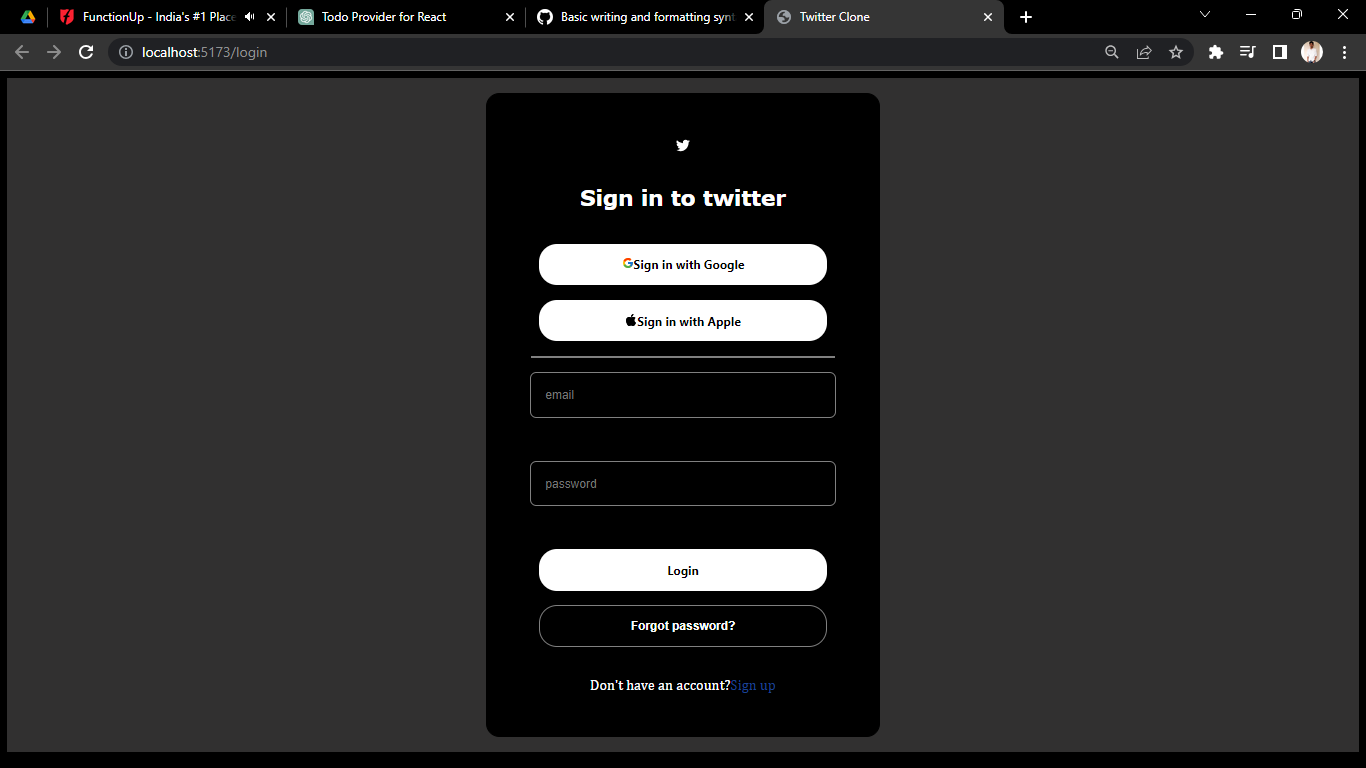 FunctionUp - India's #1 Place
Todo Provider for React
Basic writing and formatting synt
Twitter Clone
localhost:5173/login
Sign in to twitter
Sign in with Google
Sign in with Apple
email
password
Login
Forgot password?
Don't have an account?Sign up